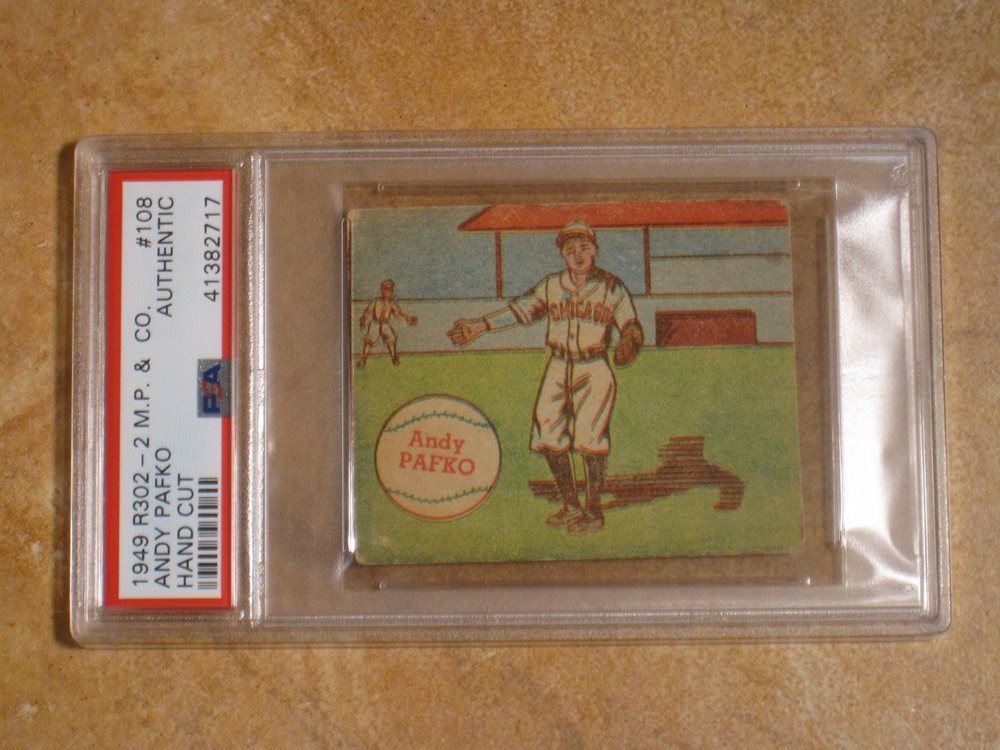 1949 R302-2 M.P. & CO. #108
ANDY PAFKO AUTHENTIC
HAND CUT
41382717
PSA
CHICAGO
Andy
PAFKO